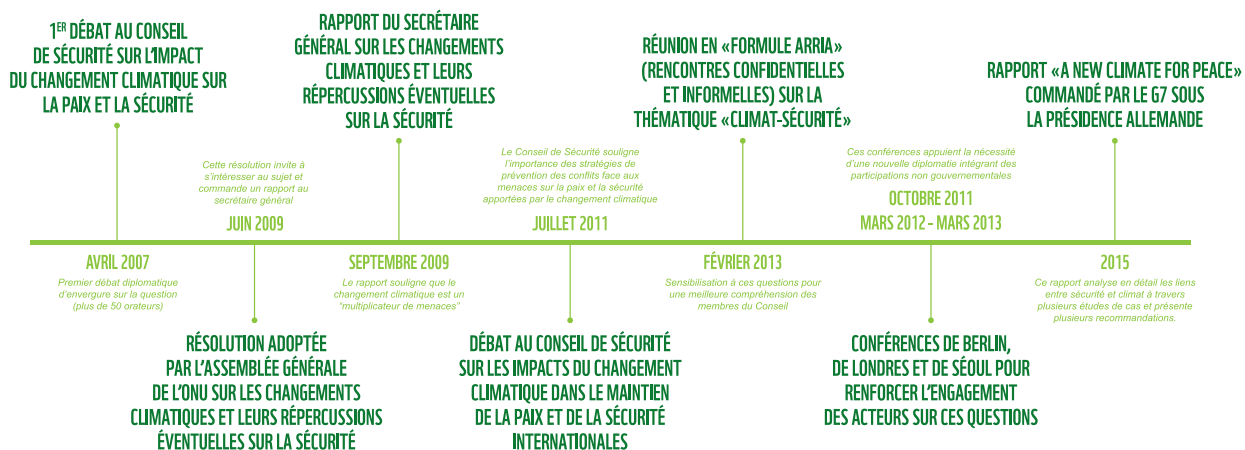 1ER DÉBAT AU CONSEIL
DE SÉCURITÉ SUR L'IMPACT
DU CHANGEMENT CLIMATIQUE SUR
LA PAIX ET LA SÉCURITÉ
AVRIL 2007
Premier débat diplomatique
d'envergure sur la question
(plus de 50 orateurs)
Cette résolution invite à
s'intéresser au sujet et
commande un rapport au
secrétaire général
JUIN 2009
RÉSOLUTION ADOPTÉE
PAR L'ASSEMBLÉE GÉNÉRALE
DE L'ONU SUR LES CHANGEMENTS
CLIMATIQUES ET LEURS RÉPERCUSSIONS
ÉVENTUELLES SUR LA SÉCURITÉ
RAPPORT DU SECRÉTAIRE
GÉNÉRAL SUR LES CHANGEMENTS
CLIMATIQUES ET LEURS
RÉPERCUSSIONS ÉVENTUELLES
SUR LA SÉCURITÉ
SEPTEMBRE 2009
Le rapport souligne que le
changement climatique est un
"multiplicateur de menaces"
Le Conseil de Sécurité souligne
l'importance des stratégies de
prévention des conflits face aux
menaces sur la paix et la sécurité
apportées par le changement climatique
JUILLET 2011
DÉBAT AU CONSEIL DE SÉCURITÉ
SUR LES IMPACTS DU CHANGEMENT
CLIMATIQUE DANS LE MAINTIEN
DE LA PAIX ET DE LA SÉCURITÉ
INTERNATIONALES
RÉUNION EN «FORMULE ARRIA»
(RENCONTRES CONFIDENTIELLES
ET INFORMELLES) SUR LA
THÉMATIQUE «CLIMAT-SÉCURITÉ»
FÉVRIER 2013
Sensibilisation à ces questions pour
une meilleure compréhension des
membres du Conseil
Ces conférences appuient la nécessité
d'une nouvelle diplomatie intégrant des
participations non gouvernementales
OCTOBRE 2011
MARS 2012 - MARS 2013
CONFÉRENCES DE BERLIN,
DE LONDRES ET DE SÉOUL POUR
RENFORCER L'ENGAGEMENT
DES ACTEURS SUR CES QUESTIONS
RAPPORT «A NEW CLIMATE FOR PEACE»
COMMANDÉ PAR LE G7 SOUS
LA PRÉSIDENCE ALLEMANDE
2015
Ce rapport analyse en détail les liens
entre sécurité et climat à travers
plusieurs études de cas et présente
plusieurs recommandations.